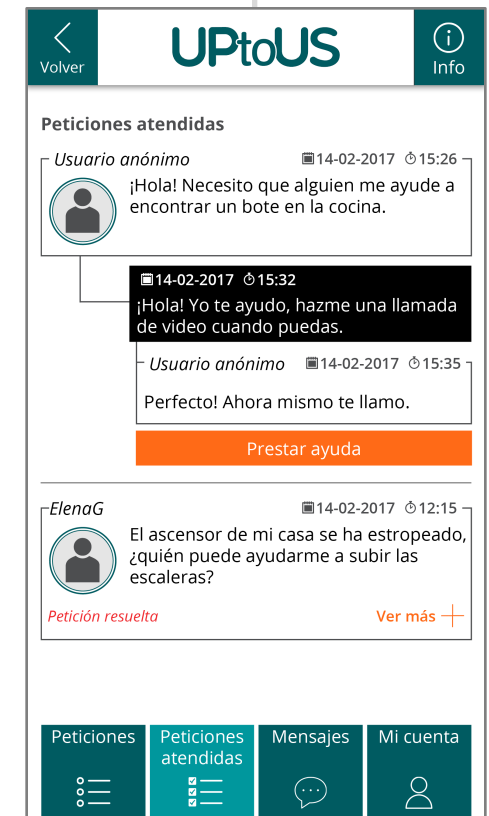 Volver
UPtoUS
Info
Peticiones atendidas
Usuario anónimo 14-02-2017 15:26
¡Hola! Necesito que alguien me ayude a
encontrar un bote en la cocina.
14-02-2017 15:32
¡Hola! Yo te ayudo, hazme una llamada
de video cuando puedas.
Usuario anónimo 14-02-2017 15:35
Perfecto! Ahora mismo te llamo.
Prestar ayuda
ElenaG 14-02-2017 12:15
El ascensor de mi casa se ha estropeado,
¿quién puede ayudarme a subir las
escaleras?
Petición resuelta Ver más
Peticiones
Peticiones
atendidas
Mensajes
Mi cuenta